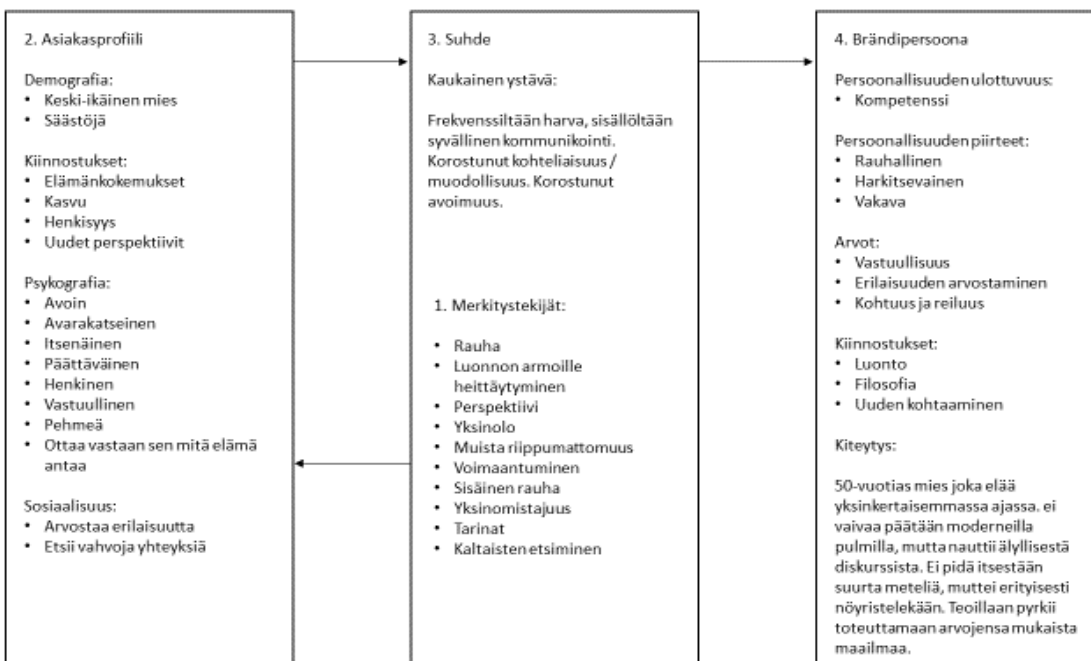 2. Asiakasprofiili
Demografia:
• Keski-ikäinen mies
• Säästöjä
Kiinnostukset:
• Elämänkokemukset
• Kasvu
• Henkisyys
• Uudet perspektiivit
Psykografia:
• Avoin
• Avarakatseinen
• Itsenäinen
• Päättäväinen
• Henkinen
• Vastuullinen
• Pehmeä
• Ottaa vastaan sen mitä elämä
antaa
Sosiaalisuus:
• Arvostaa erilaisuutta
• Etsii vahvoja yhteyksiä
3. Suhde
Kaukainen ystävä:
Frekvenssiltään harva, sisällöltään
syvällinen kommunikointi.
Korostunut kohteliaisuus /
muodollisuus. Korostunut
avoimuus.
1. Merkitystekijät:
• Rauha
• Luonnon armoille
heittäytyminen
• Perspektiivi
• Yksinolo
• Muista riippumattomuus
• Voimaantuminen
• Sisäinen rauha
• Yksinomistajuus
• Tarinat
• Kaltaisten etsiminen
4. Brändipersoona
Persoonallisuuden ulottuvuus:
• Kompetenssi
Persoonallisuuden piirteet:
• Rauhallinen
• Harkitsevainen
• Vakava
Arvot:
• Vastuullisuus
• Erilaisuuden arvostaminen
• Kohtuus ja reiluus
Kiinnostukset:
• Luonto
• Filosofia
• Uuden kohtaaminen
Kiteytys:
50-vuotias mies joka elää
yksinkertaisemmassa ajassa. ei
vaivaa päätään moderneilla
pulmilla, mutta nauttii älyllisestä
diskurssista. Ei pidä itsestään
suurta meteliä, muttei erityisesti
nöyristelekään. Teoillaan pyrkii
toteuttamaan arvojensa mukaista
maailmaa.